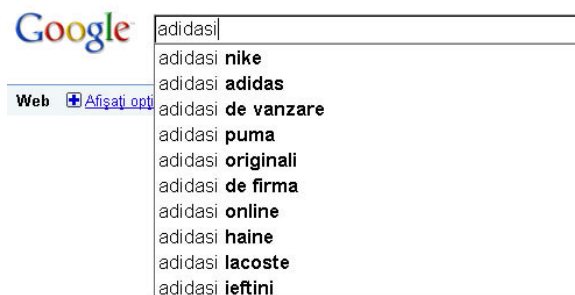 Google adidasi
adidasi nike
adidasi adidas
Web Afişaţi opţi
adidasi de vanzare
adidasi puma
adidasi originali
adidasi de firma
adidasi online
adidasi haine
adidasi lacoste
adidasi ieftini